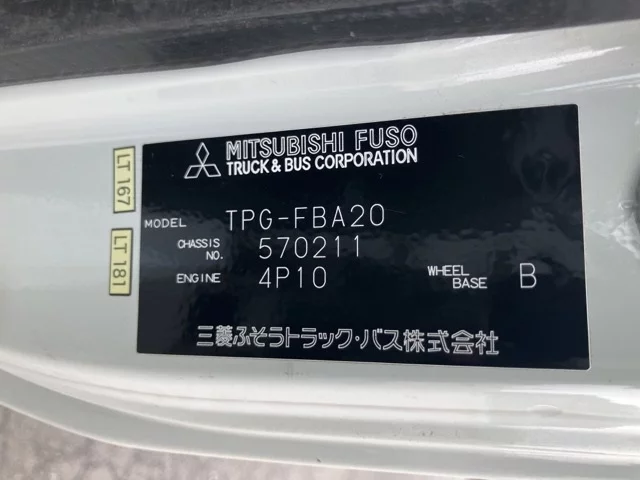 MITSUBISHI FUSO
TRUCK & BUS CORPORATION
LT 167
MODEL TPG-FBA20
CHASSIS NO. 570211
LT 181
ENGINE 4P10 WHEEL BASE B
三菱ふそうトラック・バス株式会社